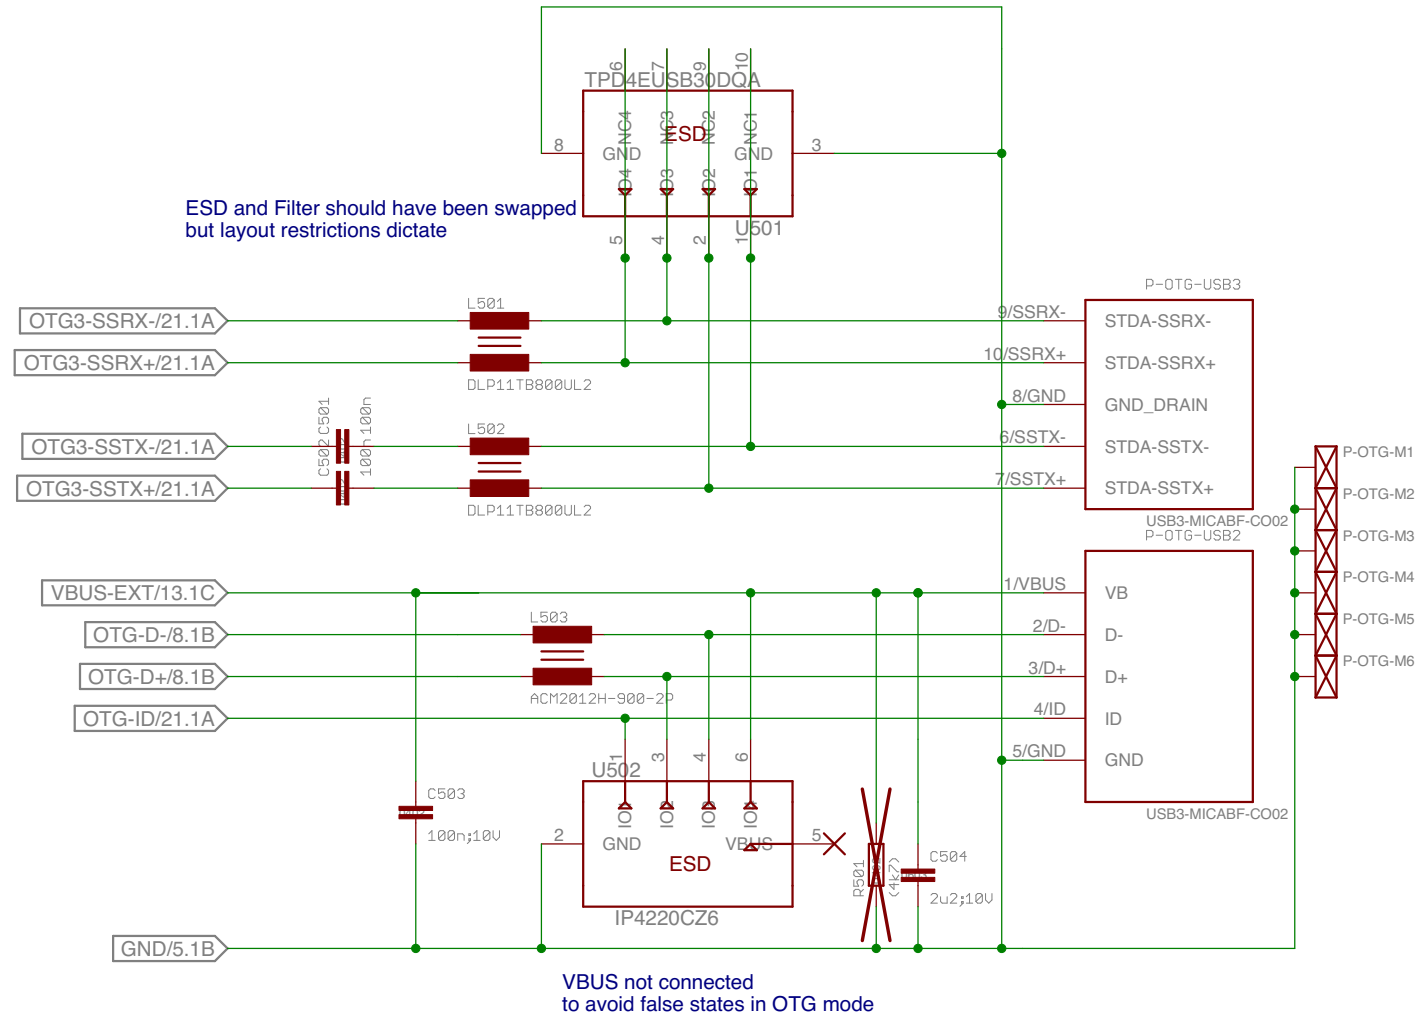 TPD4EUSB30DQA
6
7
9
10
NC4
NC3
NC2
NC1
ESD
8
GND
GND
3
IO4
IO3
IO2
IO1
U501
5
4
2
1
ESD and Filter should have been swapped
but layout restrictions dictate
P-OTG-USB3
OTG3-SSRX-/21.1A
L501
9/SSRX-
STDA-SSRX-
OTG3-SSRX+/21.1A
10/SSRX+
STDA-SSRX+
DLP11TB800UL2
8/GND
GND_DRAIN
C501
100n
OTG3-SSTX-/21.1A
L502
6/SSTX-
STDA-SSTX-
C502
100n
OTG3-SSTX+/21.1A
7/SSTX+
STDA-SSTX+
DLP11TB800UL2
USB3-MICABF-CO02
P-OTG-USB2
P-OTG-M1
P-OTG-M2
P-OTG-M3
P-OTG-M4
P-OTG-M5
P-OTG-M6
VBUS-EXT/13.1C
1/VBUS
VB
L503
OTG-D-/8.1B
2/D-
D-
OTG-D+/8.1B
3/D+
D+
ACM2012H-900-2P
OTG-ID/21.1A
4/ID
ID
5/GND
GND
USB3-MICABF-CO02
U502
1
3
4
6
2
GND
VBUS
5
ESD
IP4220CZ6
C503
100n;10V
R501
(4k7)
C504
2u2;10V
GND/5.1B
VBUS not connected
to avoid false states in OTG mode